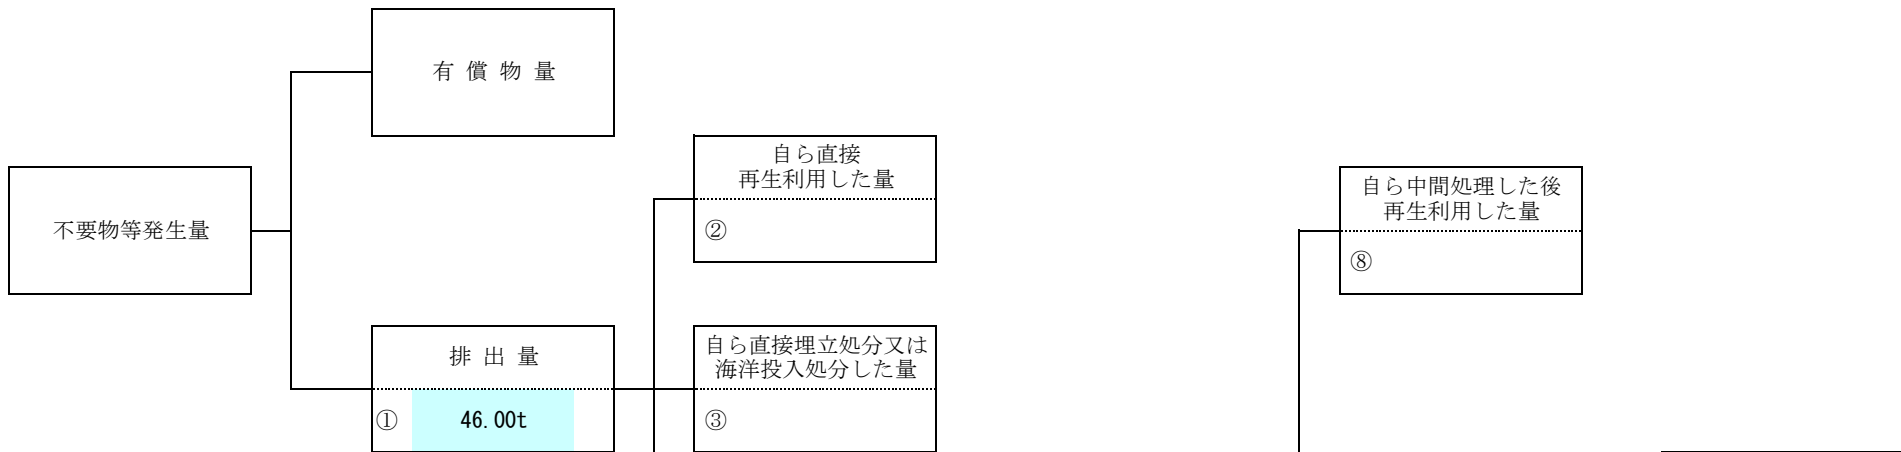 有 償 物 量
自ら直接
再生利用した量
②
自ら中間処理した後
再生利用した量
⑧
不要物等発生量
排 出 量
① 46.00t
自ら直接埋立処分又は
海洋投入処分した量
③